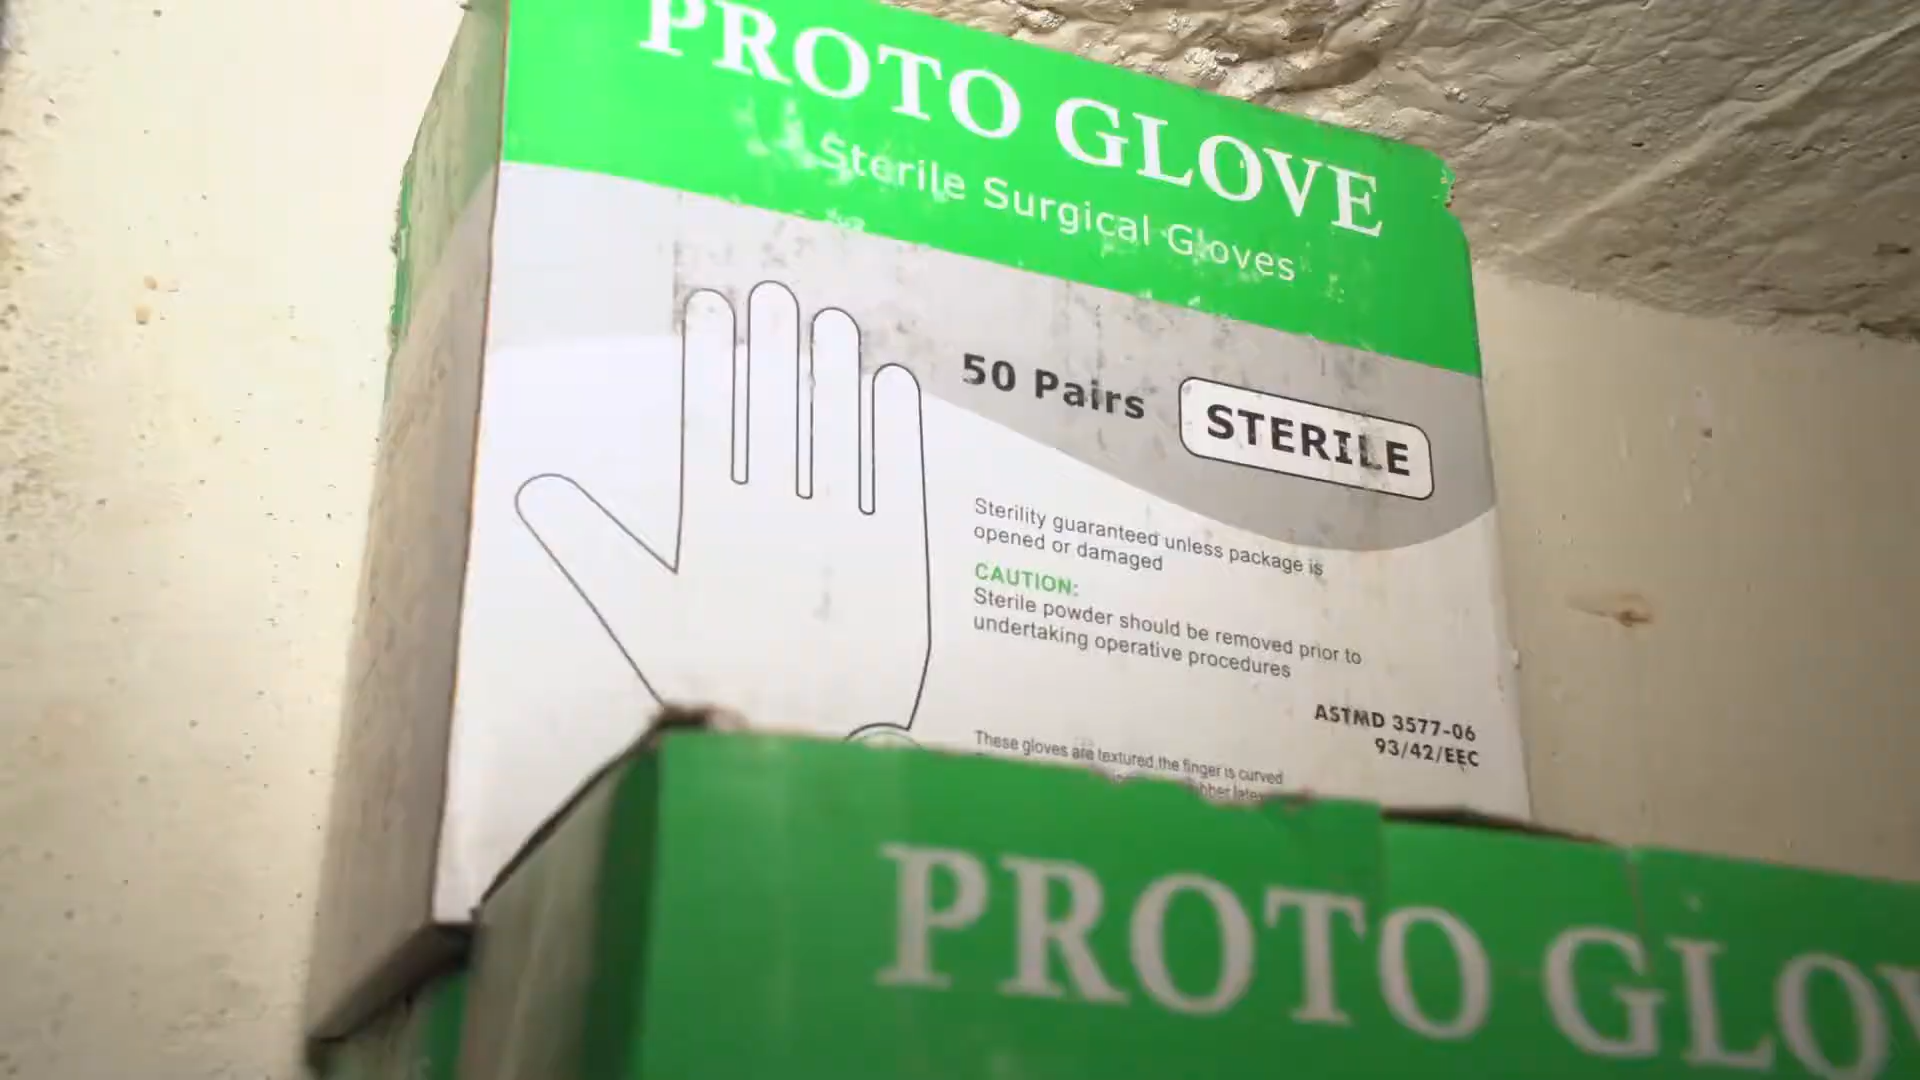 PROTO GLOVE
Sterile Surgical Gloves
50 Pairs
STERILE
Sterility guaranteed unless package is
opened or damaged
CAUTION:
Sterile powder should be removed prior to
undertaking operative procedures
ASTMD 3577-06
93/42/EEC
These gloves are textured,the finger is curved
PROTO GLOV